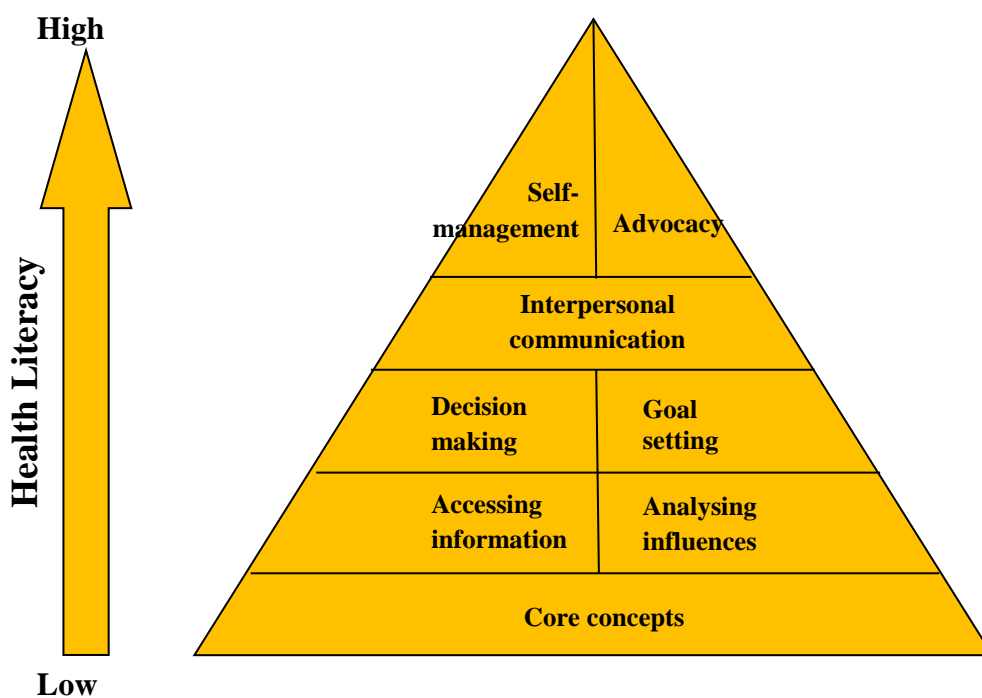 High
Health Literacy
Low
Self-
management
Advocacy
Interpersonal
communication
Decision
making
Goal
setting
Accessing
information
Analysing
influences
Core concepts